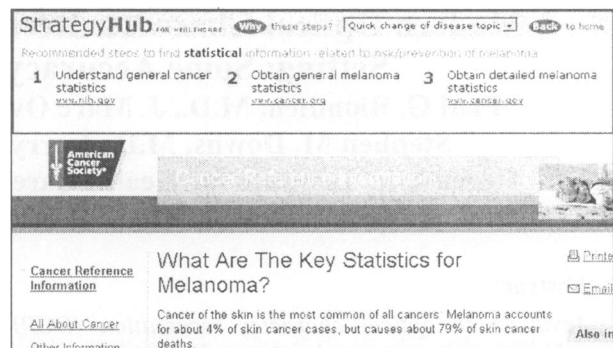 StrategyHub FOR HEALTHCARE Why these steps? Quick change of disease topic Back to home
Recommended steps to find statistical information related to risk/prevention of melanoma
1 Understand general cancer statistics
www.nih.gov
2 Obtain general melanoma statistics
www.cancer.org
3 Obtain detailed melanoma statistics
www.cancer.gov
American
Cancer
Society®
Cancer Reference
Information
All About Cancer
Other Information
What Are The Key Statistics for
Melanoma?
Cancer of the skin is the most common of all cancers. Melanoma accounts
for about 4% of skin cancer cases, but causes about 79% of skin cancer
deaths.
Printe
Email
Also in